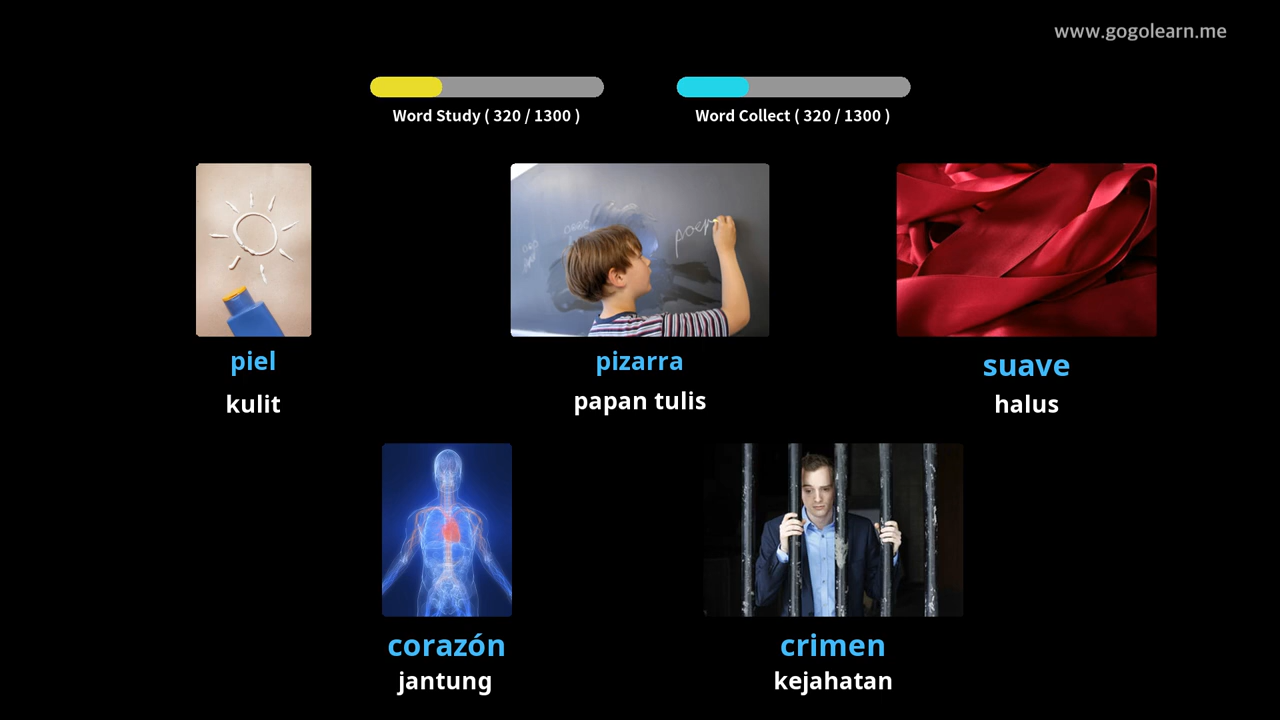 www.gogolearn.me
Word Study ( 320 / 1300 )
Word Collect ( 320 / 1300 )
piel
pizarra
suave
kulit
papan tulis
halus
corazón
crimen
jantung
kejahatan